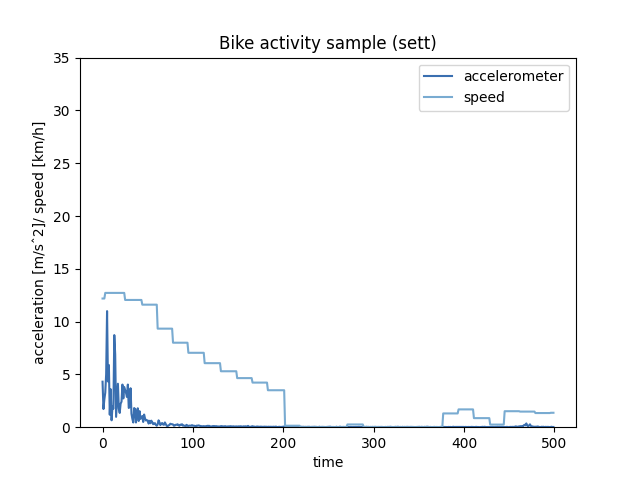 Bike activity sample (sett)
accelerometer
speed
acceleration [m/sˆ2]/ speed [km/h]
35
30
25
20
15
10
5
0
0 100 200 300 400 500
time